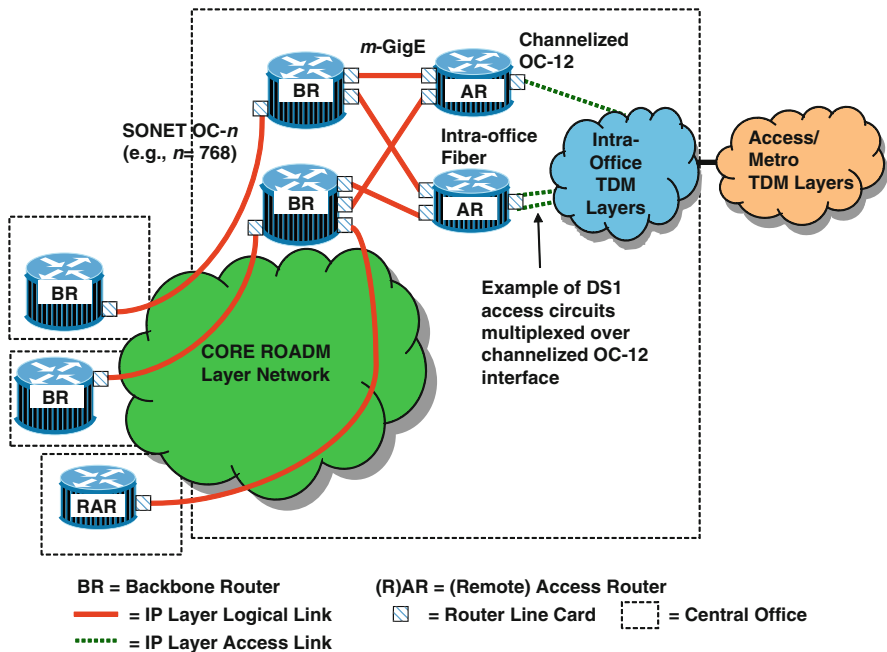 m-GigE
Channelized
OC-12
BR
AR
SONET OC-n
(e.g., n= 768)
Intra-office
Fiber
Intra-
Office
TDM
Layers
Access/
Metro
TDM Layers
BR
AR
BR
Example of DS1
access circuits
multiplexed over
channelized OC-12
interface
CORE ROADM
Layer Network
BR
RAR
BR = Backbone Router
(R)AR = (Remote) Access Router
= IP Layer Logical Link
= Router Line Card
= Central Office
= IP Layer Access Link